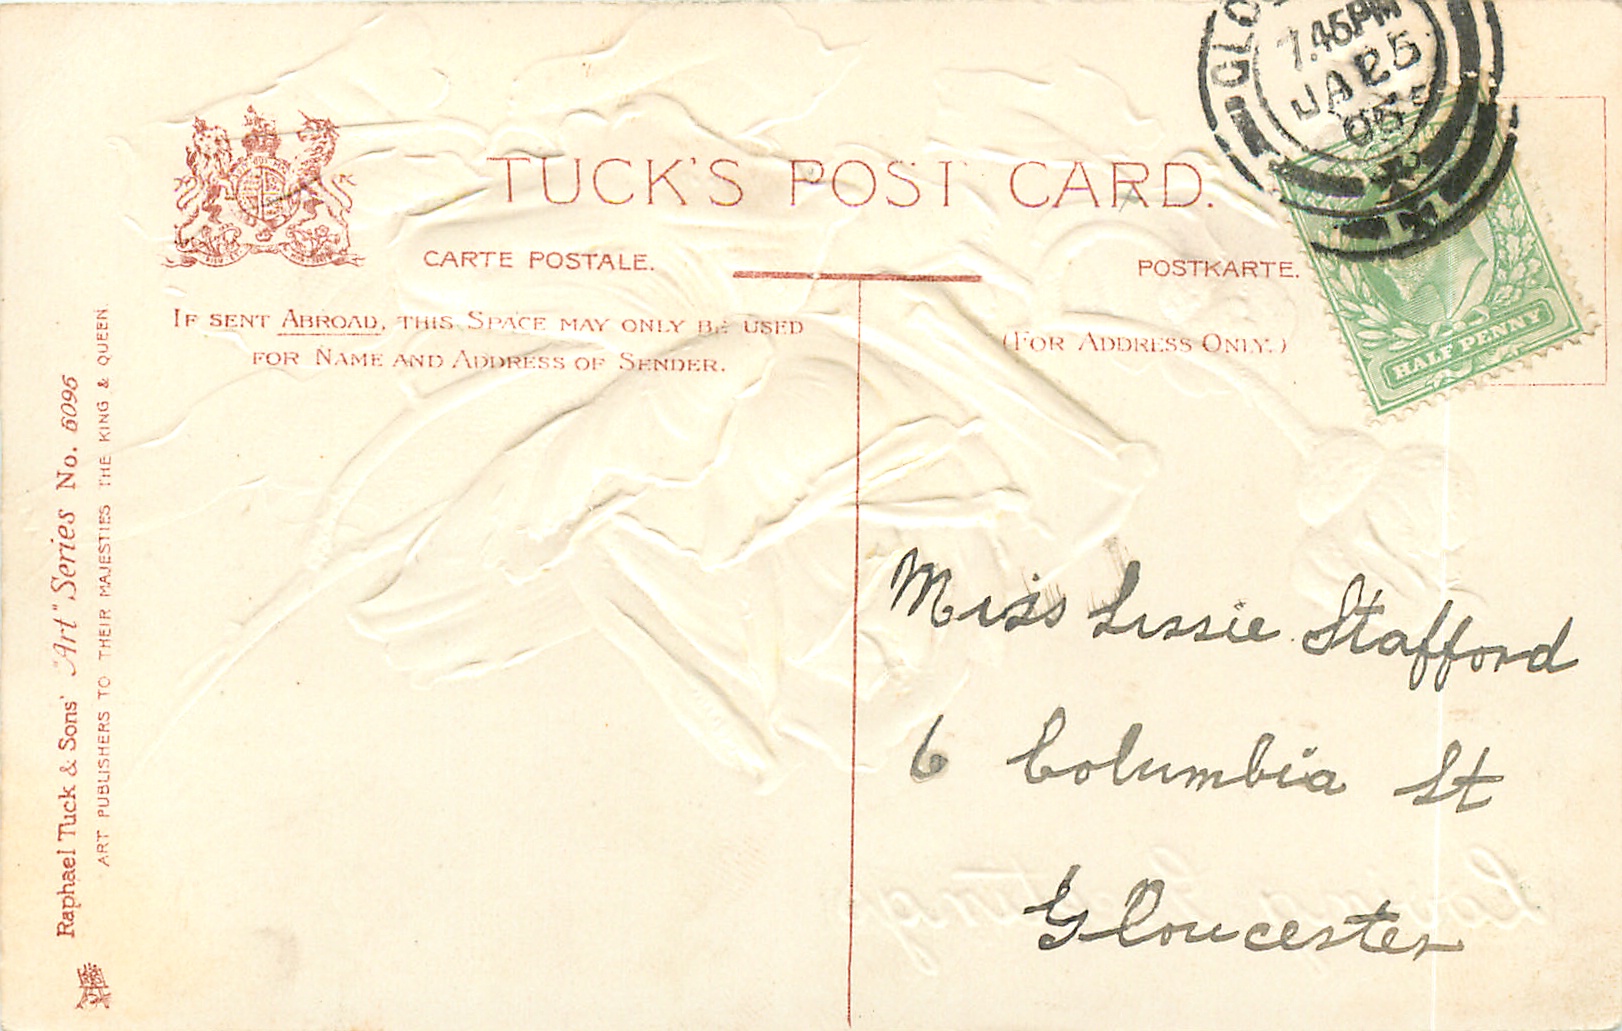 TUCK'S POST CARD.
CARTE POSTALE.
POSTKARTE.
IF SENT ABROAD, THIS SPACE MAY ONLY BE USED
FOR NAME AND ADDRESS OF SENDER.
(FOR ADDRESS ONLY.)
7.45PM
JA 25
HALF PENNY
Miss Lissie Stafford
6 Columbia St
Gloucester
Loving Greetings
Raphael Tuck & Sons' "Art" Series No. 6095
ART PUBLISHERS TO THEIR MAJESTIES THE KING & QUEEN.